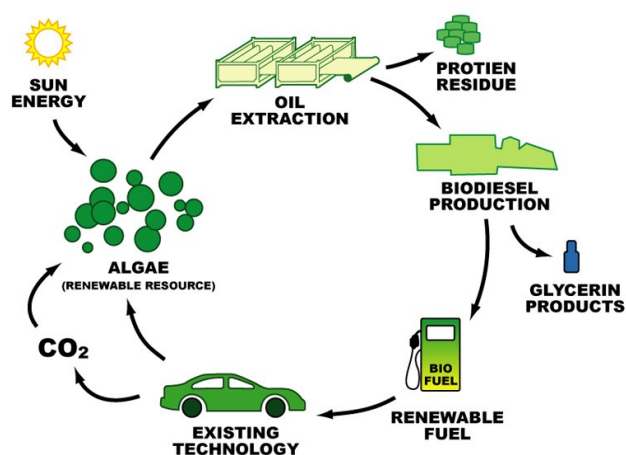 SUN
ENERGY
OIL
EXTRACTION
PROTIEN
RESIDUE
BIODIESEL
PRODUCTION
GLYCERIN
PRODUCTS
BIO
FUEL
RENEWABLE
FUEL
EXISTING
TECHNOLOGY
CO₂
ALGAE
(RENEWABLE RESOURCE)